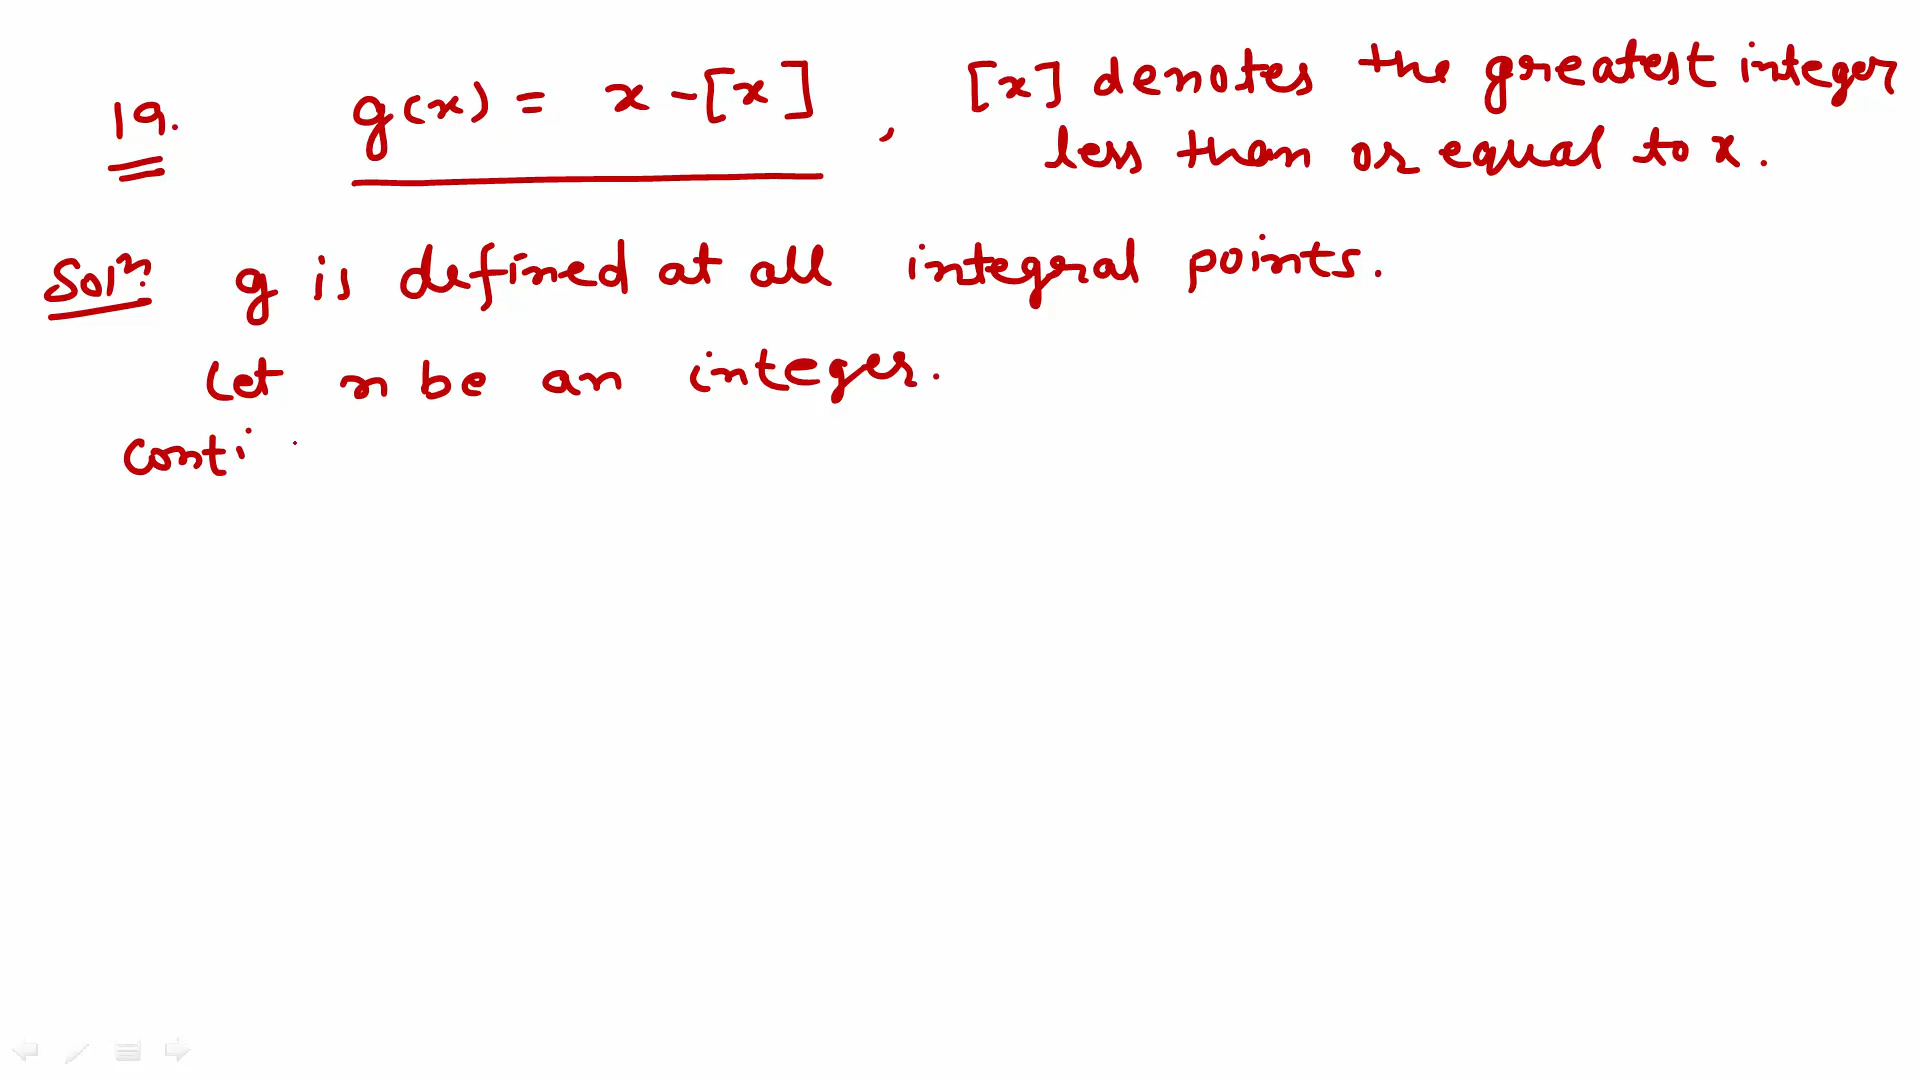 19. g(x) = x - [x] , [x] denotes the greatest integer
less than or equal to x.
Solⁿ. g is defined at all integral points.
Let n be an integer.
Conti